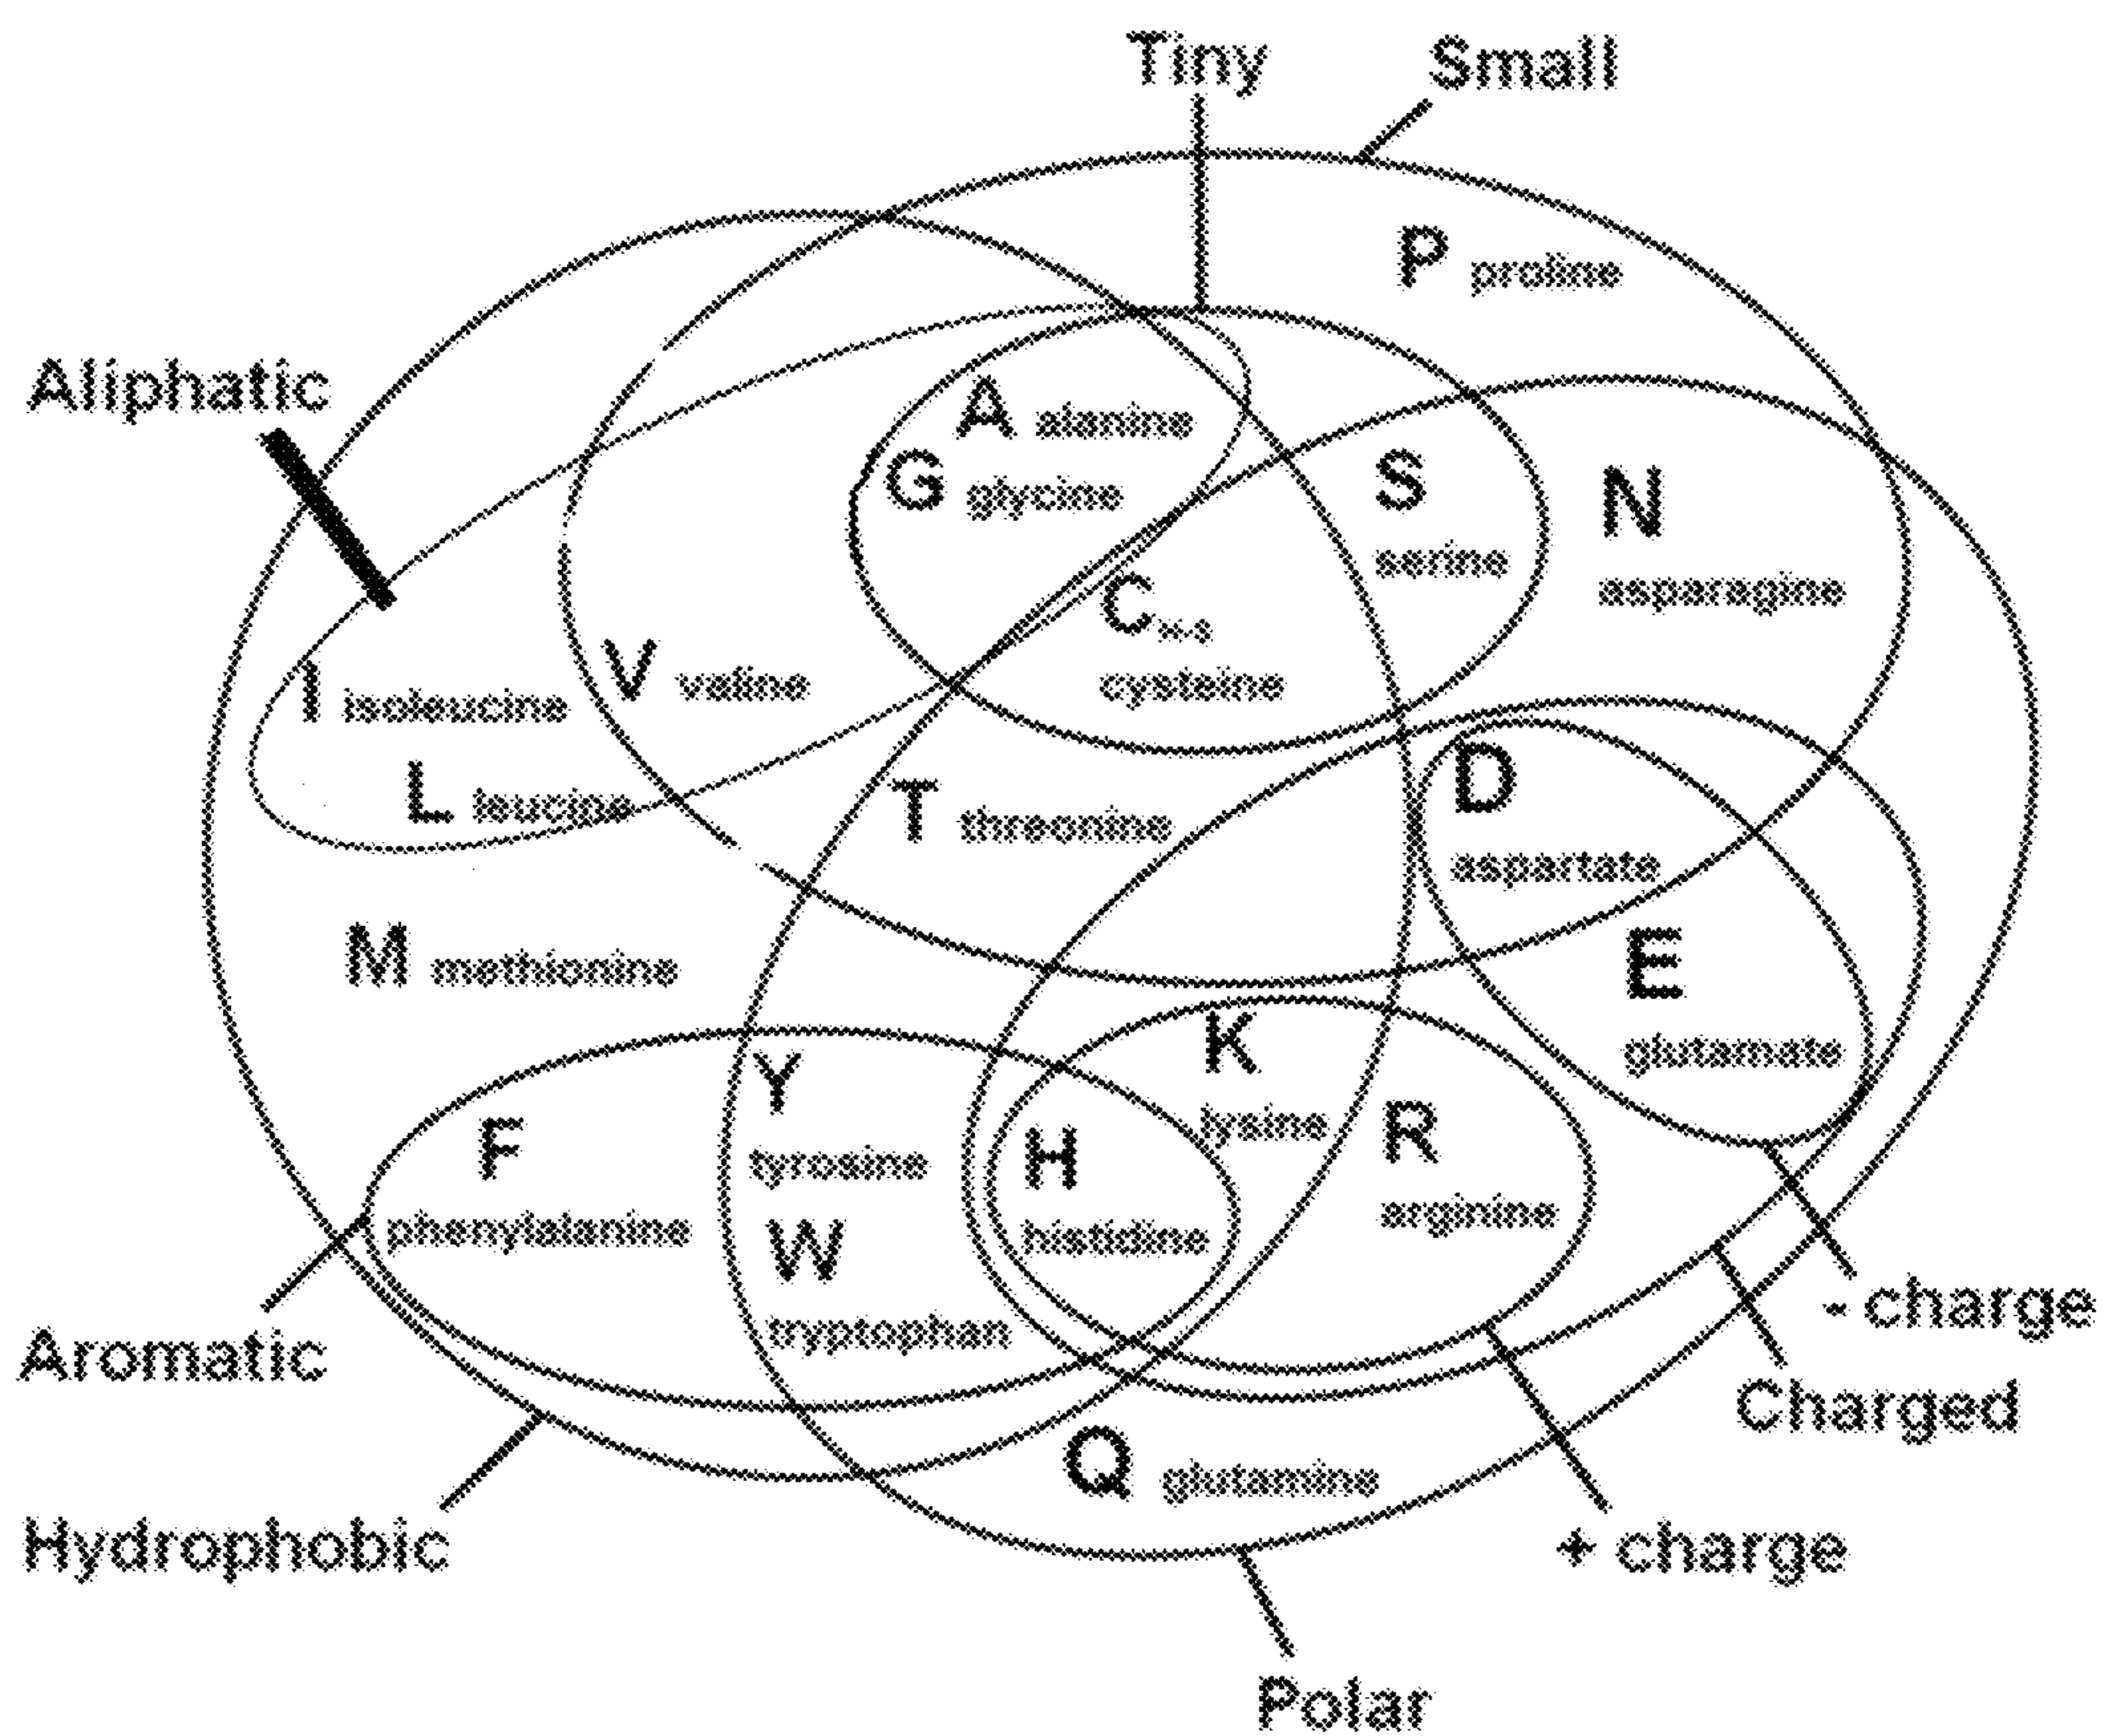 Tiny
Small
P proline
Aliphatic
A alanine
G glycine
S
serine
N
asparagine
C
cysteine
I isoleucine
V valine
L leucine
T threonine
D
aspartate
M methionine
E
glutamate
K
lysine
Y
tyrosine
F
phenylalanine
H
histidine
R
arginine
W
tryptophan
- charge
Aromatic
Charged
Q glutamine
Hydrophobic
+ charge
Polar